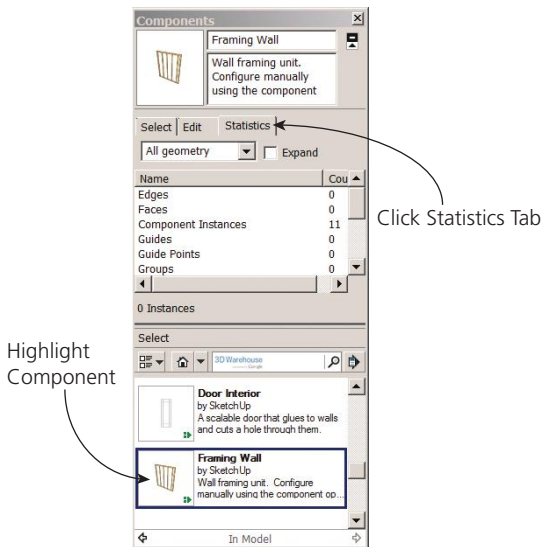 Components
Framing Wall
Wall framing unit.
Configure manually
using the component
Select Edit Statistics
All geometry Expand
Name Cou
Edges 0
Faces 0
Component Instances 11
Guides 0
Guide Points 0
Groups 0
0 Instances
Click Statistics Tab
Select
3D Warehouse
Highlight
Component
Door Interior
by SketchUp
A scalable door that glues to walls
and cuts a hole through them.
Framing Wall
by SketchUp
Wall framing unit. Configure
manually using the component op...
In Model